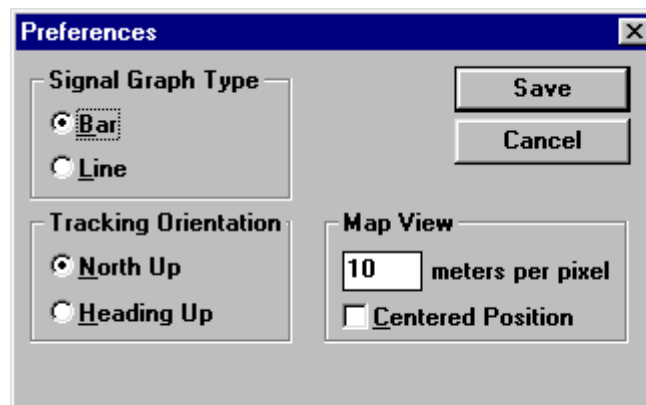 Preferences
Signal Graph Type
Bar
Line
Save
Cancel
Tracking Orientation
North Up
Heading Up
Map View
10 meters per pixel
Centered Position